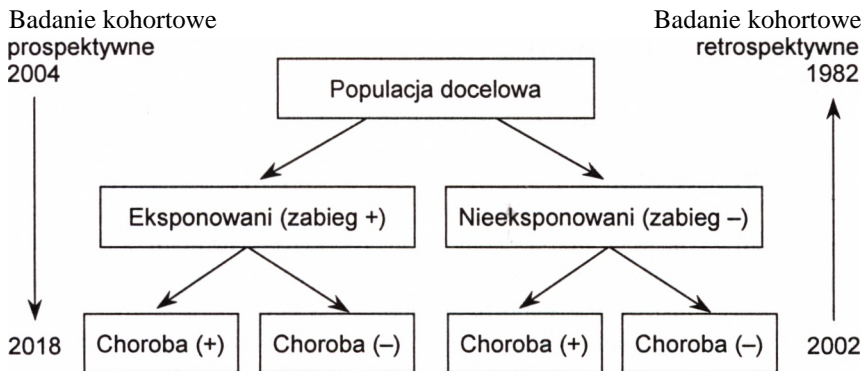 Badanie kohortowe
prospektywne
2004
Badanie kohortowe
retrospektywne
1982
Populacja docelowa
Eksponowani (zabieg +)
Nieeksponowani (zabieg –)
2018
Choroba (+)
Choroba (–)
Choroba (+)
Choroba (–)
2002